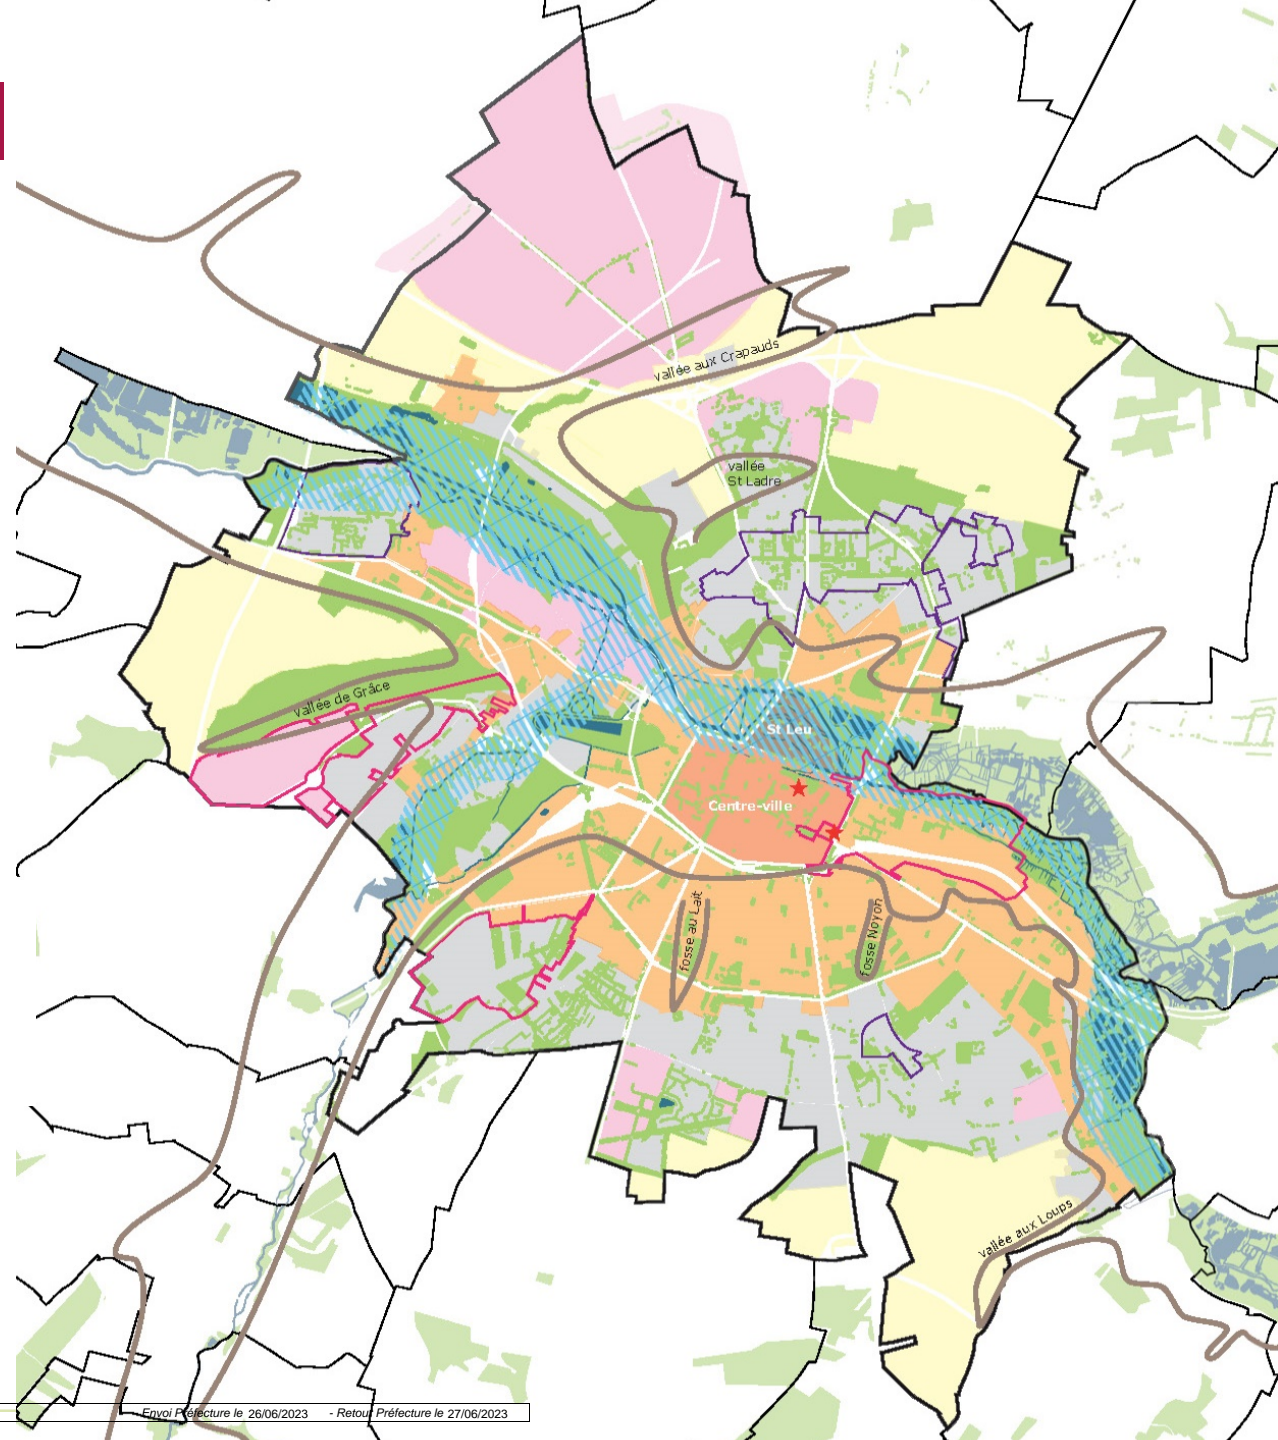 vallée aux Crapauds
vallée
St Ladre
vallée de Grâce
St Leu
Centre-ville
fosse au Lait
fosse Noyon
vallée aux Loups
Envoi Préfecture le 26/06/2023 - Retour Préfecture le 27/06/2023